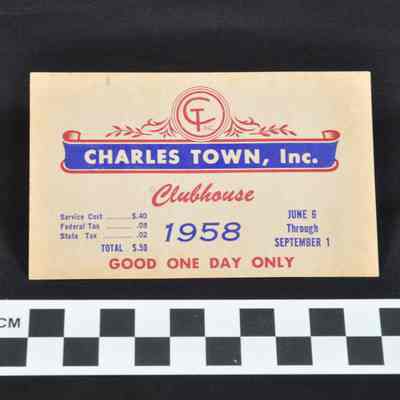 CT INC.
CHARLES TOWN, Inc.
Clubhouse
Service Cost ........ $.40
Federal Tax ........ .08
State Tax ........ .02
TOTAL $.50
1958
JUNE 6
Through
SEPTEMBER 1
GOOD ONE DAY ONLY
CM